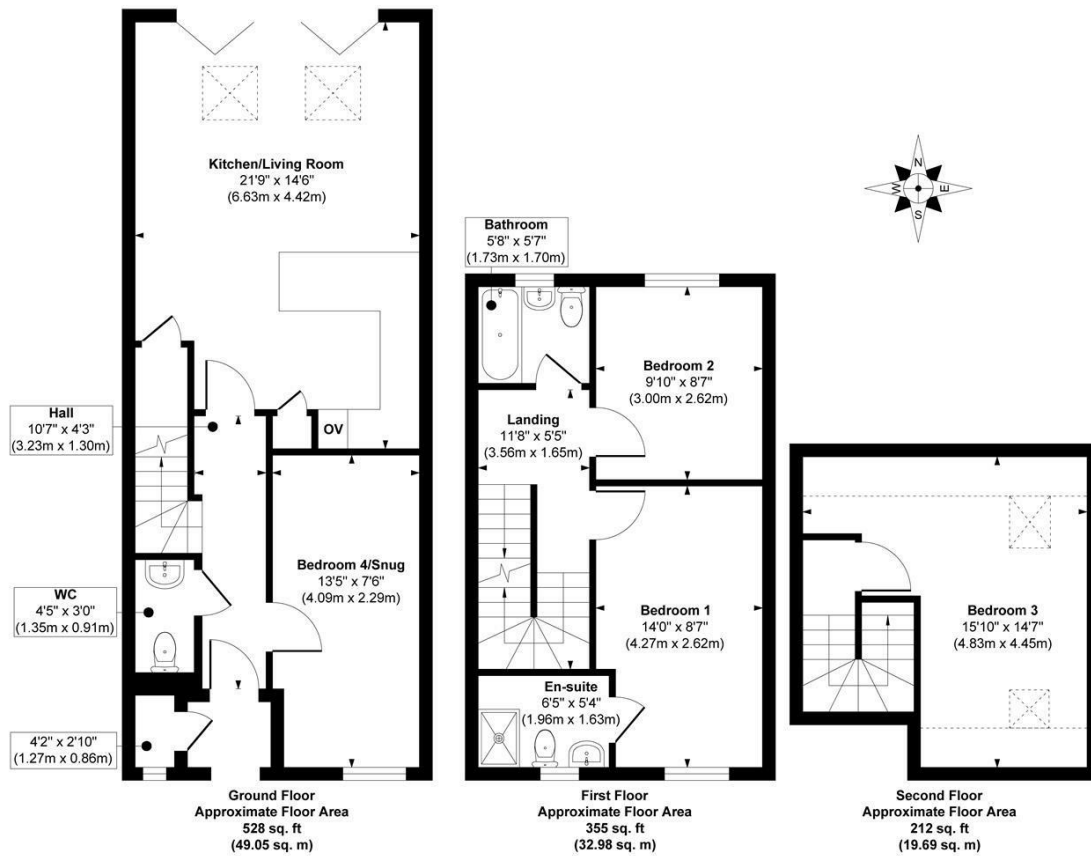 Kitchen/Living Room
21'9" x 14'6"
(6.63m x 4.42m)
Hall
10'7" x 4'3"
(3.23m x 1.30m)
OV
Bedroom 4/Snug
13'5" x 7'6"
(4.09m x 2.29m)
WC
4'5" x 3'0"
(1.35m x 0.91m)
4'2" x 2'10"
(1.27m x 0.86m)
Ground Floor
Approximate Floor Area
528 sq. ft
(49.05 sq. m)
Bathroom
5'8" x 5'7"
(1.73m x 1.70m)
Bedroom 2
9'10" x 8'7"
(3.00m x 2.62m)
Landing
11'8" x 5'5"
(3.56m x 1.65m)
Bedroom 1
14'0" x 8'7"
(4.27m x 2.62m)
En-suite
6'5" x 5'4"
(1.96m x 1.63m)
First Floor
Approximate Floor Area
355 sq. ft
(32.98 sq. m)
N
W
E
S
Bedroom 3
15'10" x 14'7"
(4.83m x 4.45m)
Second Floor
Approximate Floor Area
212 sq. ft
(19.69 sq. m)